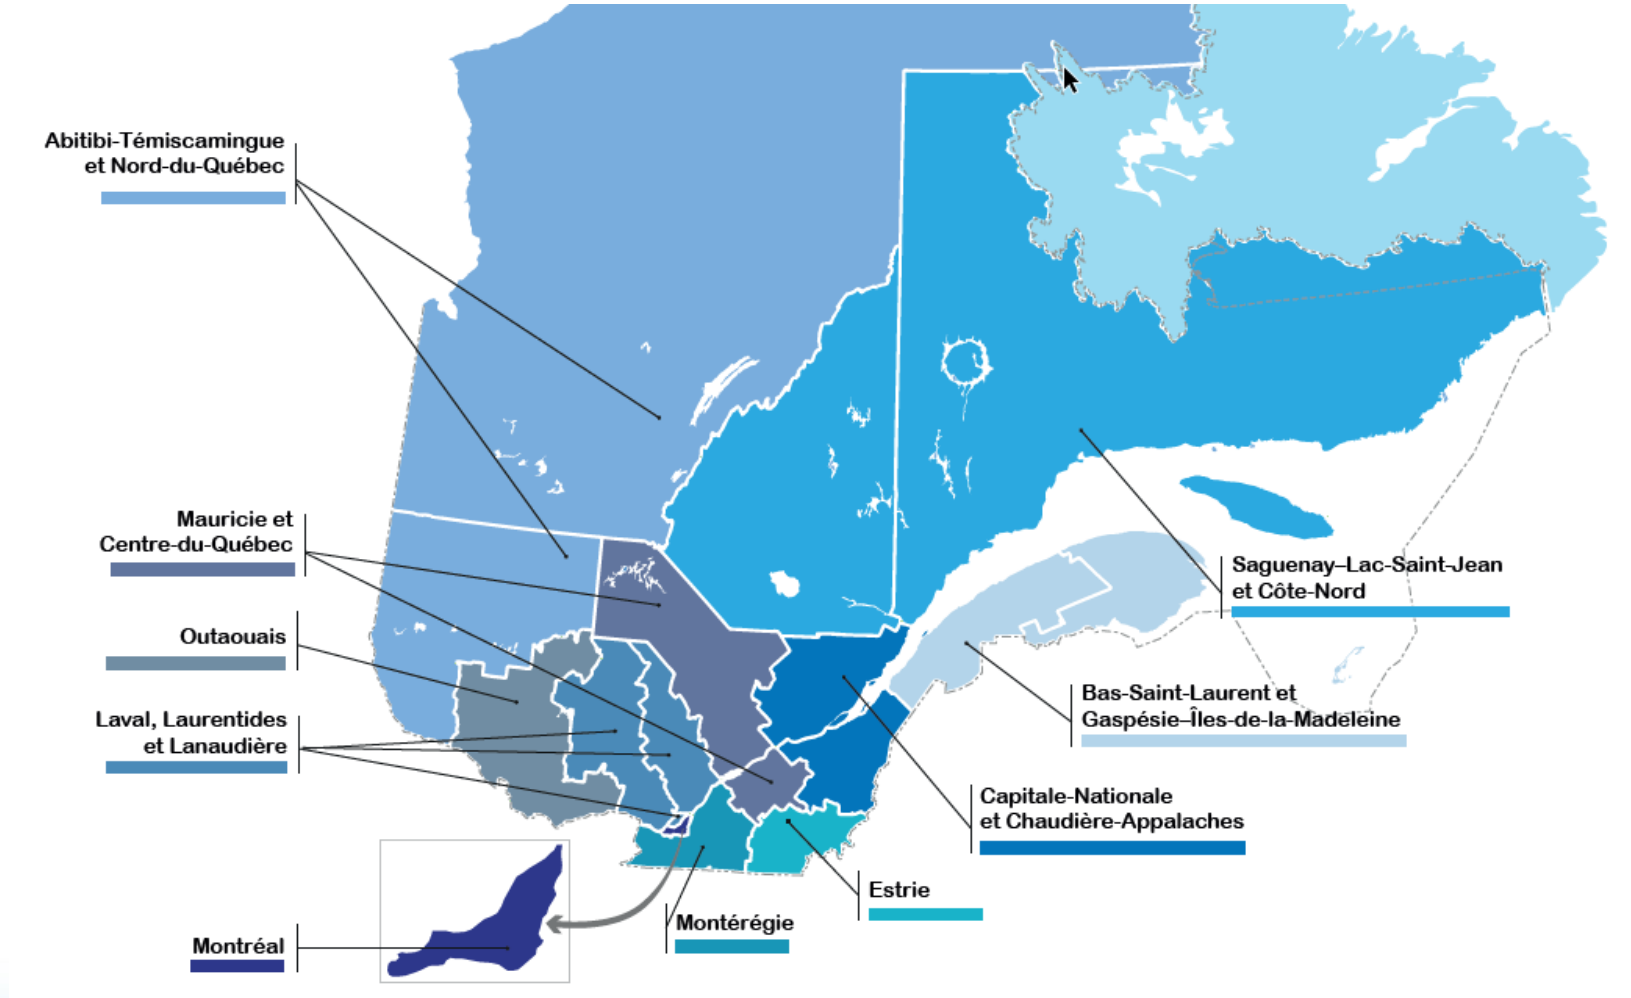 Abitibi-Témiscamingue
et Nord-du-Québec
Mauricie et
Centre-du-Québec
Outaouais
Laval, Laurentides
et Lanaudière
Montréal
Montérégie
Estrie
Capitale-Nationale
et Chaudière-Appalaches
Bas-Saint-Laurent et
Gaspésie–Îles-de-la-Madeleine
Saguenay–Lac-Saint-Jean
et Côte-Nord